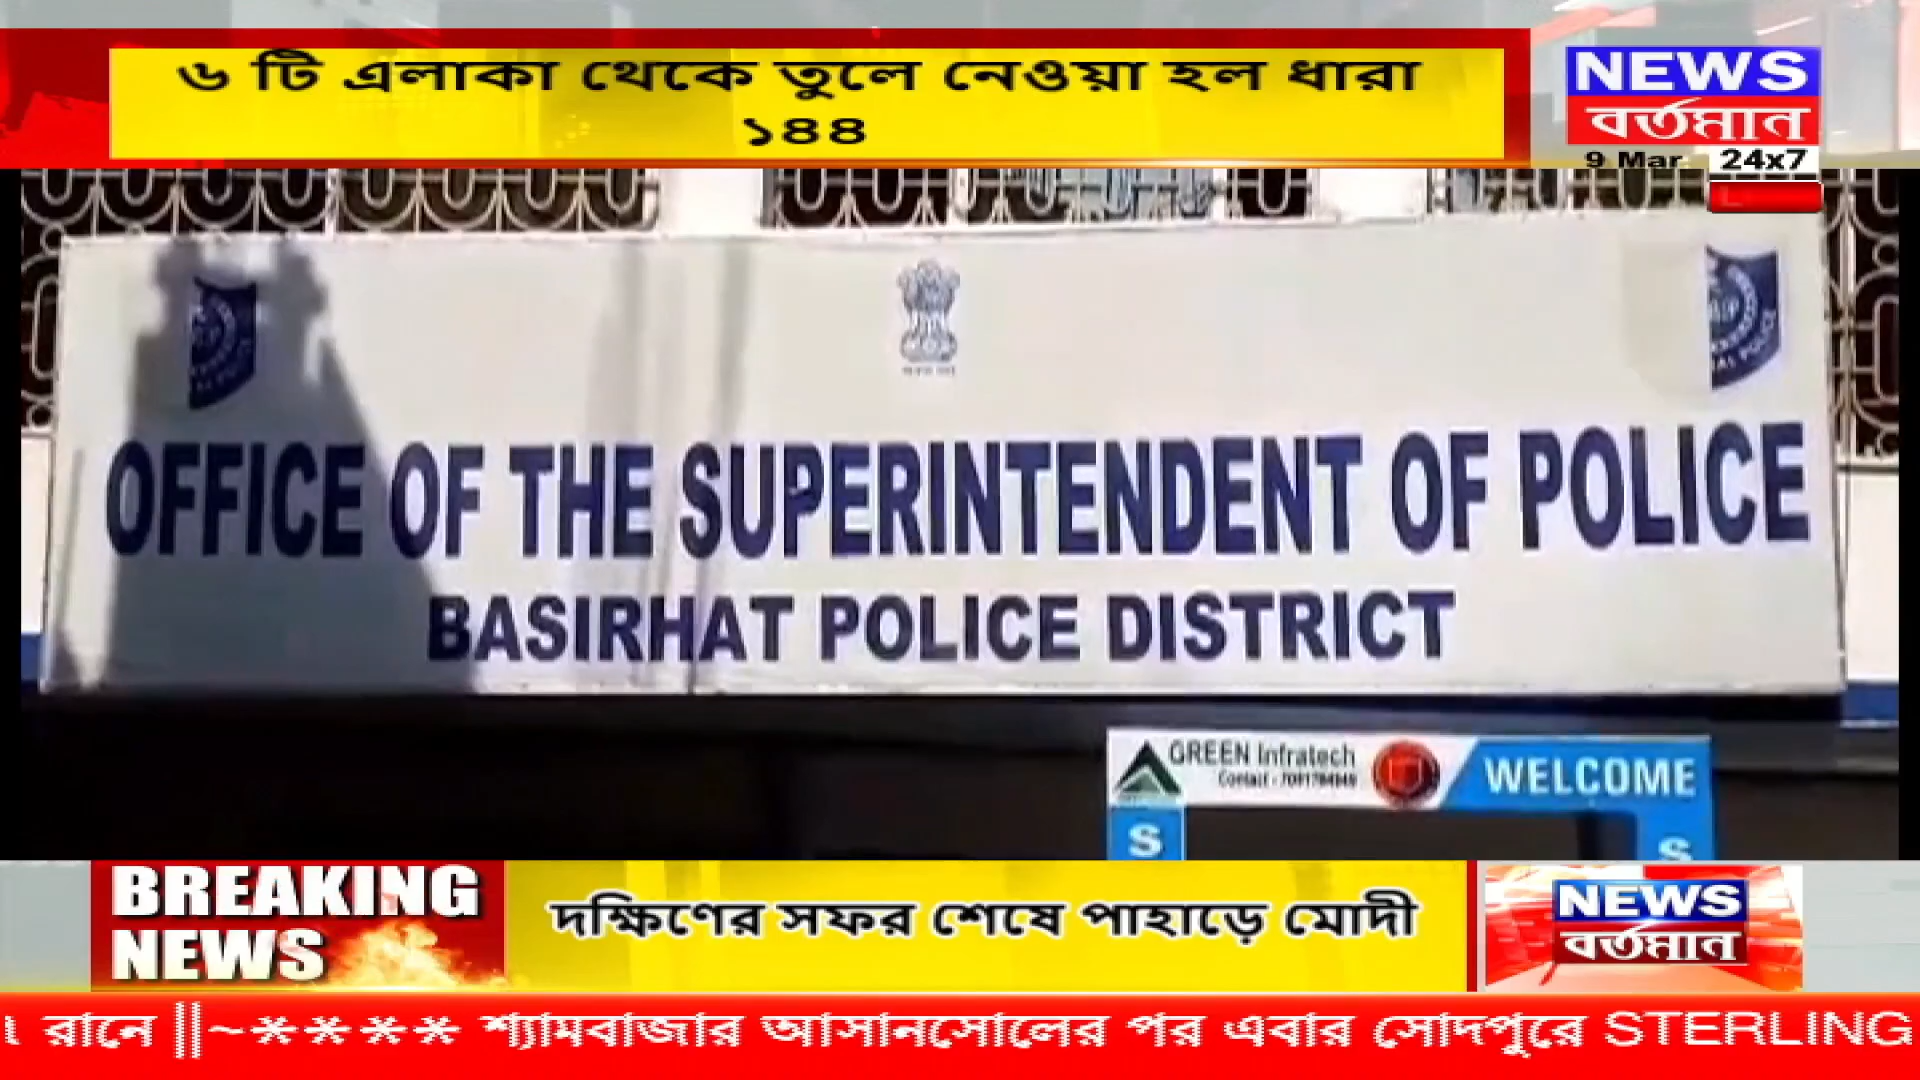 ৬ টি এলাকা থেকে তুলে নেওয়া হল ধারা
১৪৪
NEWS
বর্তমান
9 Mar
24x7
OFFICE OF THE SUPERINTENDENT OF POLICE
BASIRHAT POLICE DISTRICT
GREEN Infratech
WELCOME
S
S
BREAKING
NEWS
দক্ষিণের সফর শেষে পাহাড়ে মোদী
NEWS
বর্তমান
রানে ||~**** শ্যামবাজার আসানসোলের পর এবার সোদপুরে STERLING